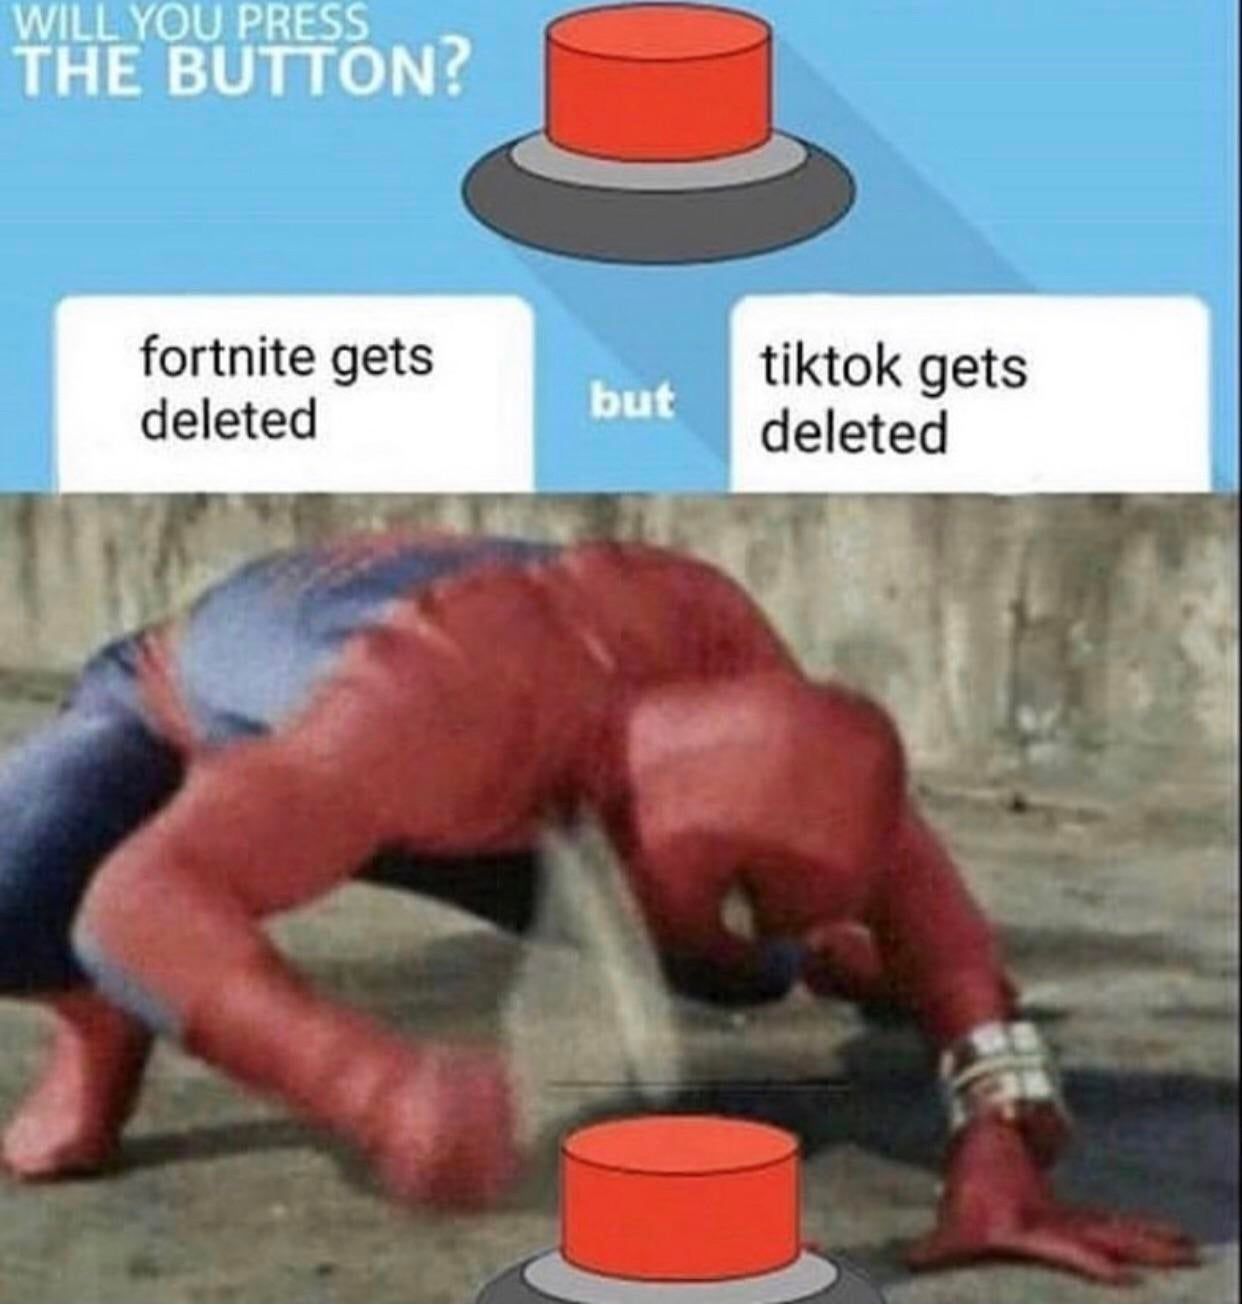 WILL YOU PRESS
THE BUTTON?
fortnite gets
deleted
but
tiktok gets
deleted